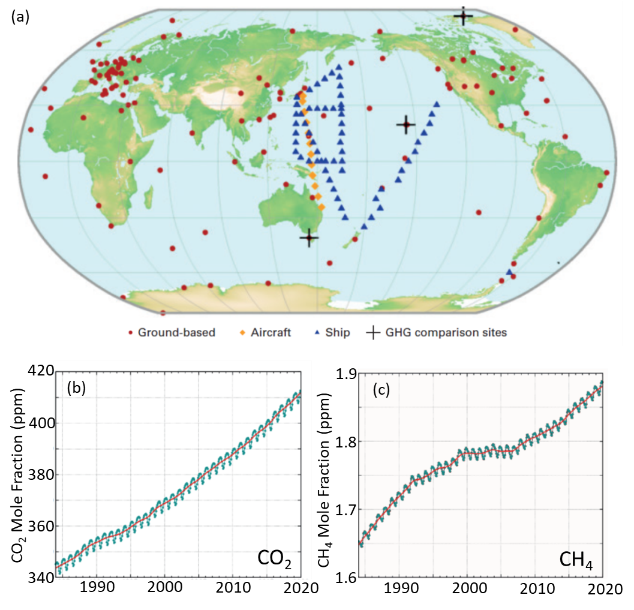 (a)
Ground-based Aircraft Ship GHG comparison sites
420
400
380
360
340
CO₂ Mole Fraction (ppm)
(b)
CO₂
1990 2000 2010 2020
1.9
1.8
1.7
1.6
CH₄ Mole Fraction (ppm)
(c)
CH₄
1990 2000 2010 2020